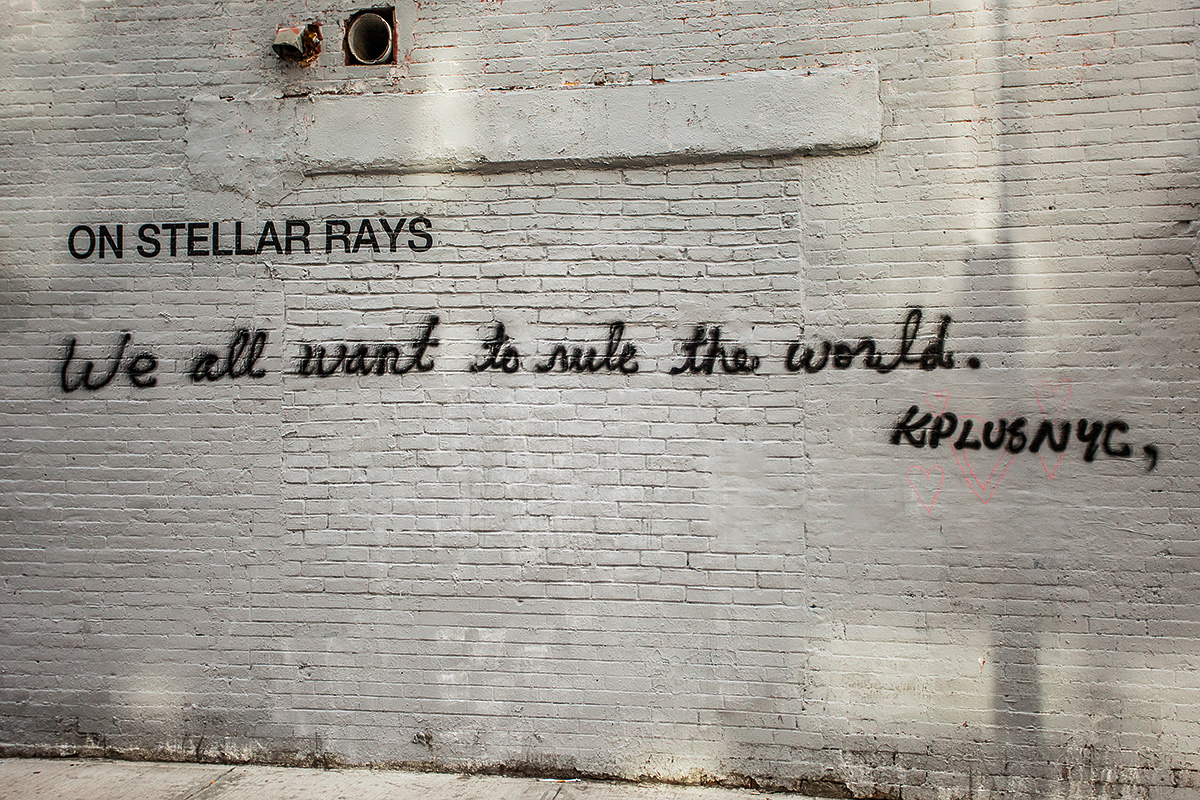 ON STELLAR RAYS
We all want to rule the world.
KPLUSNYC,